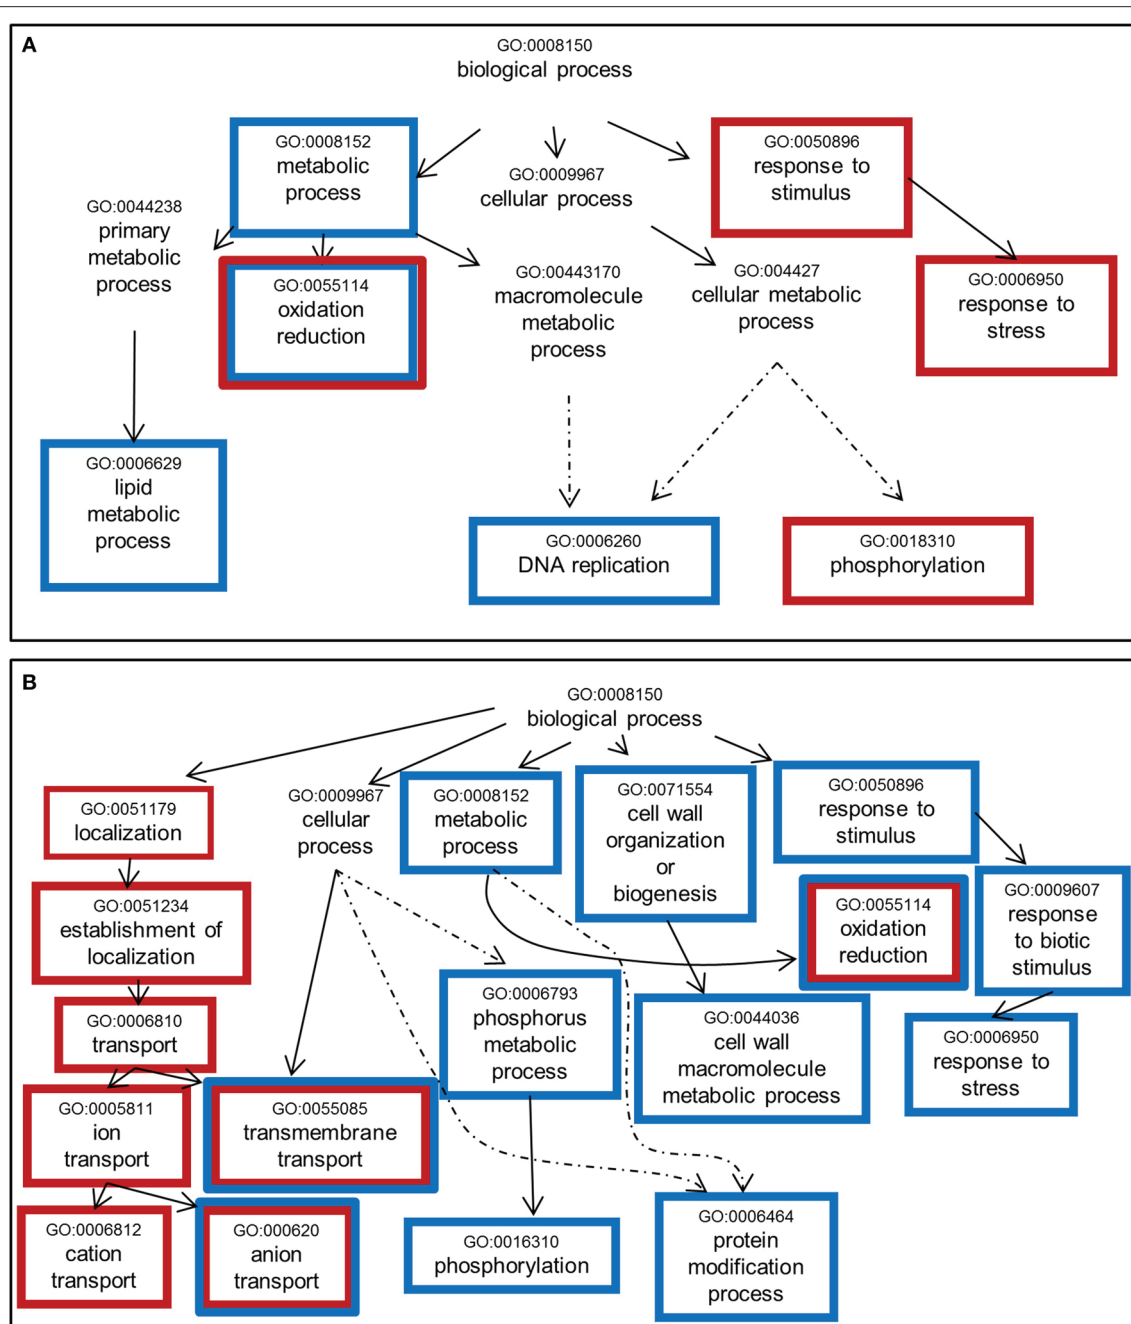 A
GO:0008150
biological process
GO:0008152
metabolic
process
GO:0009967
cellular process
GO:0050896
response to
stimulus
GO:0044238
primary
metabolic
process
GO:0055114
oxidation
reduction
GO:00443170
macromolecule
metabolic
process
GO:004427
cellular metabolic
process
GO:0006950
response to
stress
GO:0006629
lipid
metabolic
process
GO:0006260
DNA replication
GO:0018310
phosphorylation
B
GO:0008150
biological process
GO:0051179
localization
GO:0009967
cellular
process
GO:0008152
metabolic
process
GO:0071554
cell wall
organization
or
biogenesis
GO:0050896
response to
stimulus
GO:0051234
establishment of
localization
GO:0055114
oxidation
reduction
GO:0009607
response
to biotic
stimulus
GO:0006810
transport
GO:0006793
phosphorus
metabolic
process
GO:0044036
cell wall
macromolecule
metabolic process
GO:0006950
response to
stress
GO:0005811
ion
transport
GO:0055085
transmembrane
transport
GO:0006812
cation
transport
GO:000620
anion
transport
GO:0016310
phosphorylation
GO:0006464
protein
modification
process